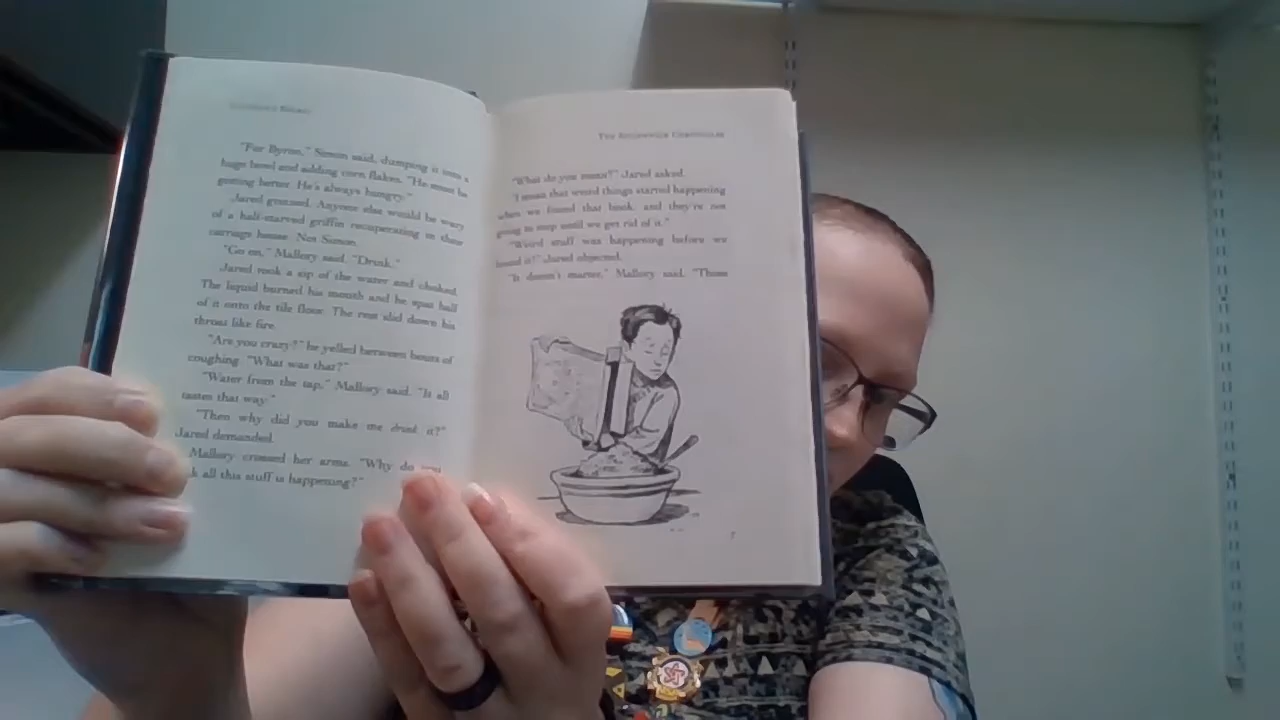 "For Byron," Simon said, dumping it into a
huge bowl and adding corn flakes. "He must be
getting better. He's always hungry."
Jared grinned. Anyone else would be wary
of a half-starved griffin recuperating in their
carriage house. Not Simon.
"Go on," Mallory said. "Drink."
Jared took a sip of the water and choked.
The liquid burned his mouth and he spat half
of it onto the tile floor. The rest slid down his
throat like fire.
"Are you crazy?" he yelled between bouts of
coughing. "What was that?"
"Water from the tap," Mallory said. "It all
tastes that way."
"Then why did you make me drink it?"
Jared demanded.
Mallory crossed her arms. "Why do you
all this stuff is happening?"
The Spiderwick Chronicles
"What do you mean?" Jared asked.
"I mean that weird things started happening
when we found that book, and they're not
going to stop until we get rid of it."
"Weird stuff was happening before we
found it!" Jared objected.
"It doesn't matter," Mallory said. "Those
7